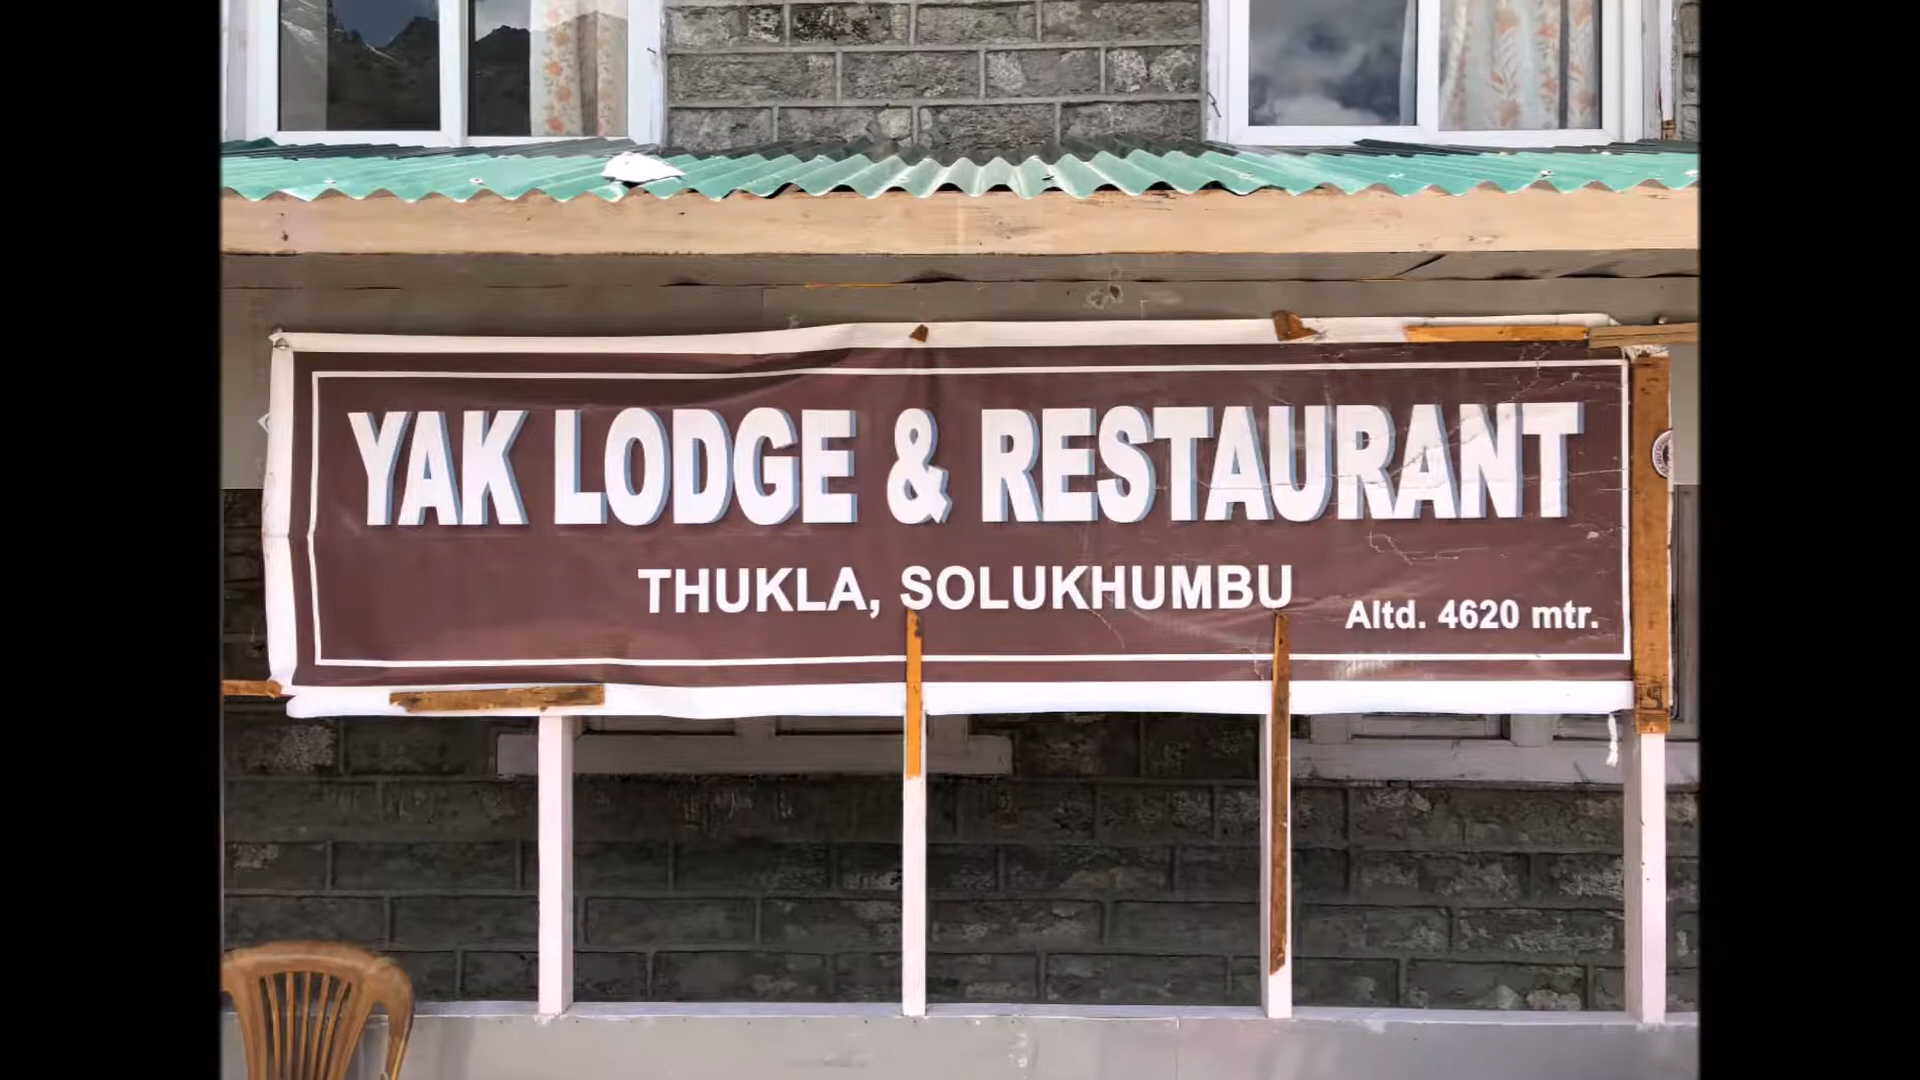 YAK LODGE & RESTAURANT
THUKLA, SOLUKHUMBU
Altd. 4620 mtr.